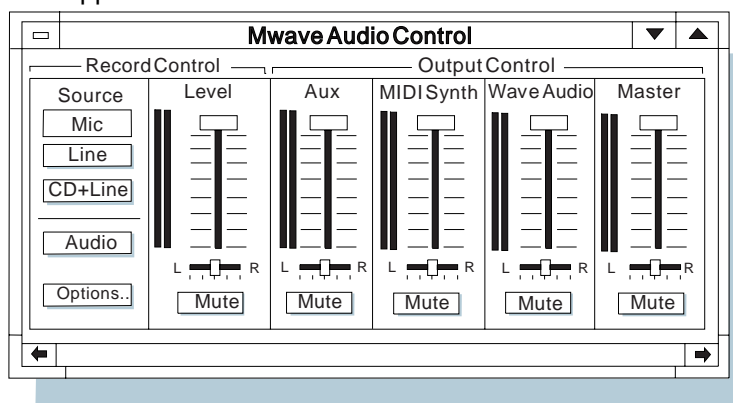 Mwave Audio Control
Record Control
Output Control
Source
Mic
Line
CD+Line
Audio
Options..
Level
L R
Mute
Aux
L R
Mute
MIDI Synth
L R
Mute
Wave Audio
L R
Mute
Master
L R
Mute